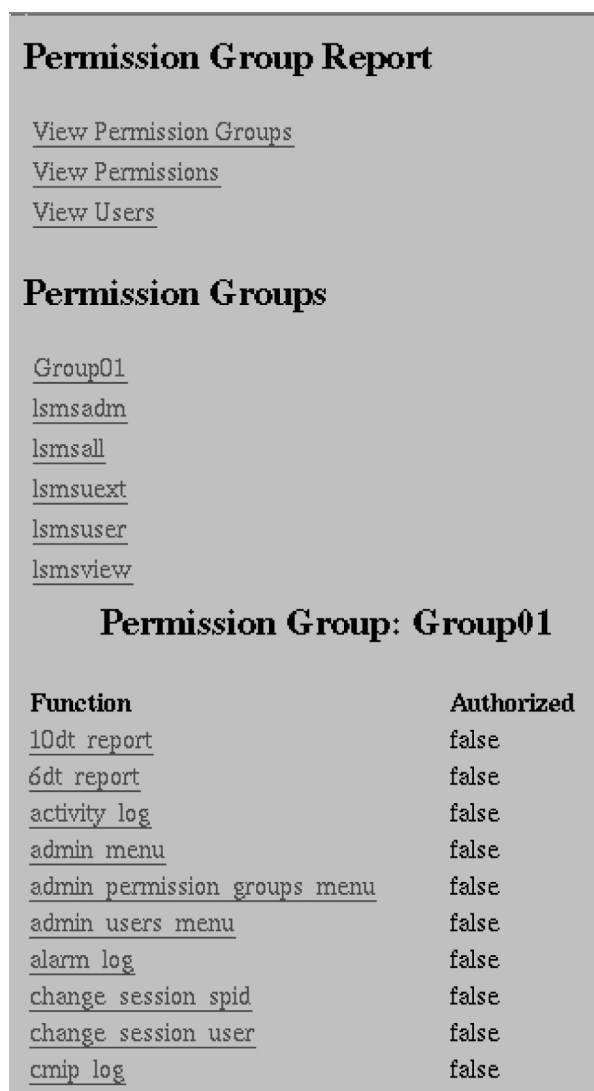 Permission Group Report
View Permission Groups
View Permissions
View Users
Permission Groups
Group01
lsmsadm
lsmsall
lsmsuext
lsmsuser
lsmsview
Permission Group: Group01
Function Authorized
10dt report false
6dt report false
activity log false
admin menu false
admin permission groups menu false
admin users menu false
alarm log false
change session spid false
change session user false
cmip log false